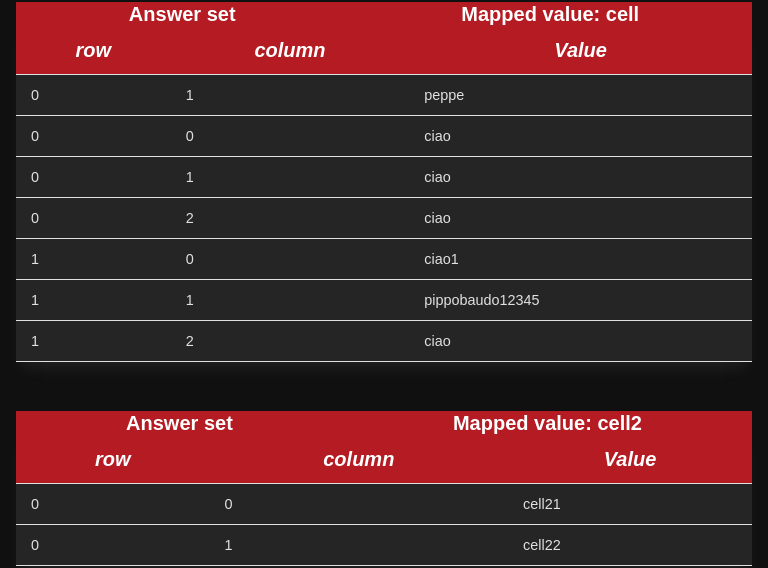 Answer set Mapped value: cell
row column Value
0 1 peppe
0 0 ciao
0 1 ciao
0 2 ciao
1 0 ciao1
1 1 pippobaudo12345
1 2 ciao
Answer set Mapped value: cell2
row column Value
0 0 cell21
0 1 cell22